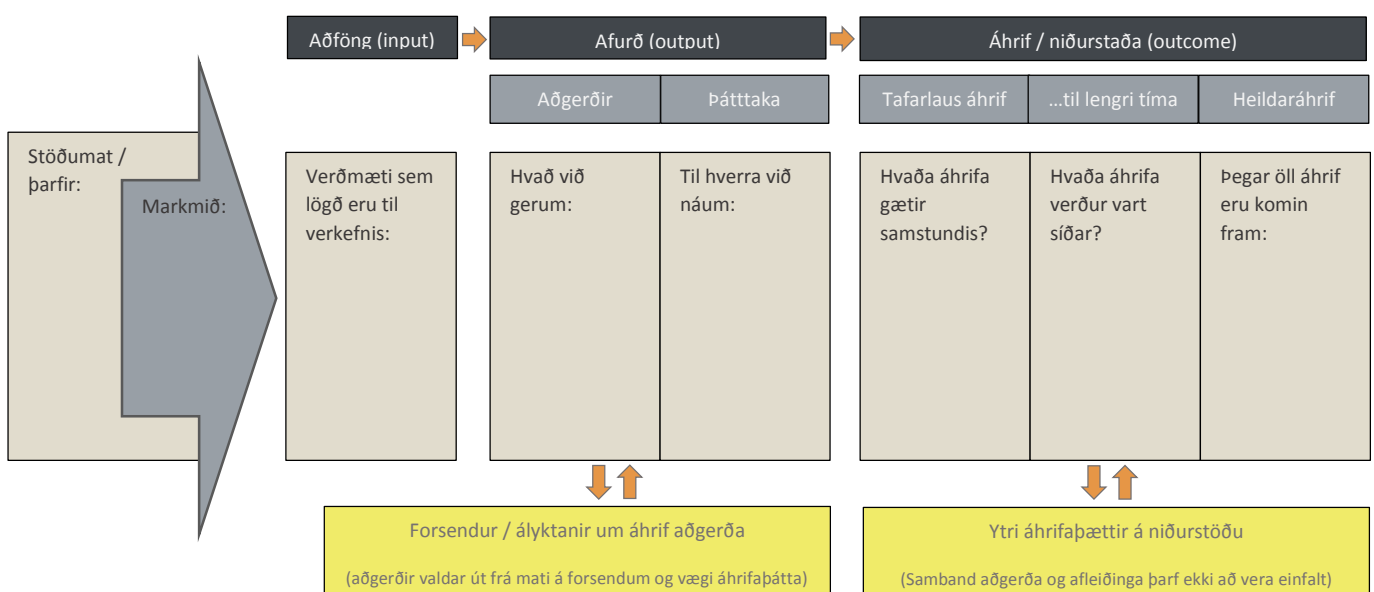 Aðföng (input)
Afurð (output)
Áhrif / niðurstaða (outcome)
Aðgerðir
Þátttaka
Tafarlaus áhrif
...til lengri tíma
Heildaráhrif
Stöðumat /
þarfir:
Markmið:
Verðmæti sem
lögð eru til
verkefnis:
Hvað við
gerum:
Til hverra við
náum:
Hvaða áhrifa
gætir
samstundis?
Hvaða áhrifa
verður vart
síðar?
Þegar öll áhrif
eru komin
fram:
Forsendur / ályktanir um áhrif aðgerða
(aðgerðir valdar út frá mati á forsendum og vægi áhrifaþátta)
Ytri áhrifaþættir á niðurstöðu
(Samband aðgerða og afleiðinga þarf ekki að vera einfalt)